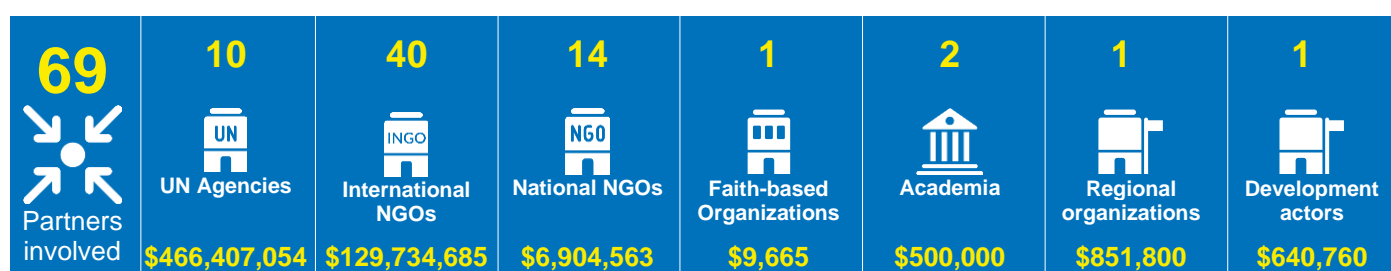 69
Partners
involved
10
UN
UN Agencies
$466,407,054
40
INGO
International
NGOs
$129,734,685
14
NGO
National NGOs
$6,904,563
1
Faith-based
Organizations
$9,665
2
Academia
$500,000
1
Regional
organizations
$851,800
1
Development
actors
$640,760